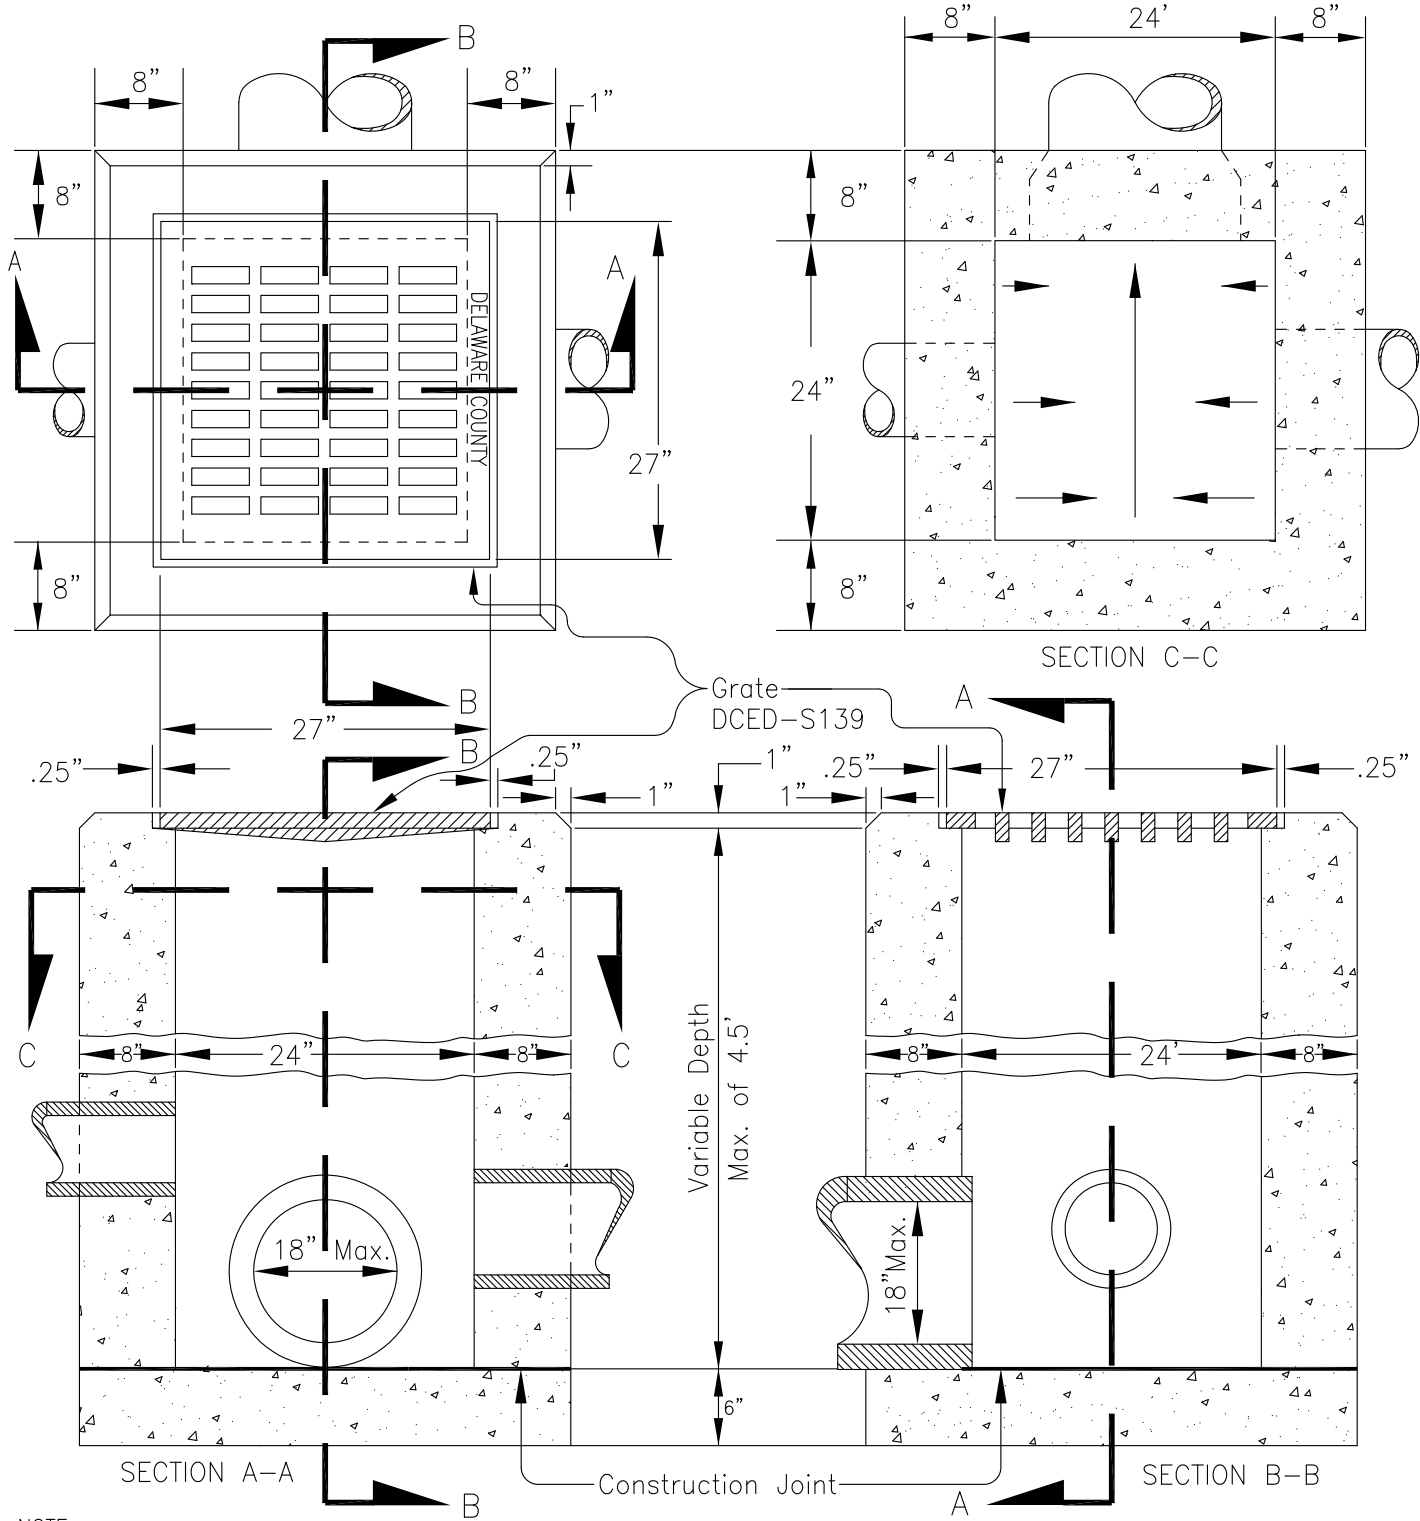 B
8" 8"
1"
8"
A A
DELAWARE COUNTY
27"
8"
B
27"
8" 24' 8"
8"
24"
8"
SECTION C-C
Grate
DCED-S139
A
B
.25" .25"
1"
1" 1"
.25" 27" .25"
C C
8" 24" 8"
8" 24' 8"
Variable Depth
Max. of 4.5'
18" Max.
18"Max.
6"
SECTION A-A
B
Construction Joint
A
SECTION B-B